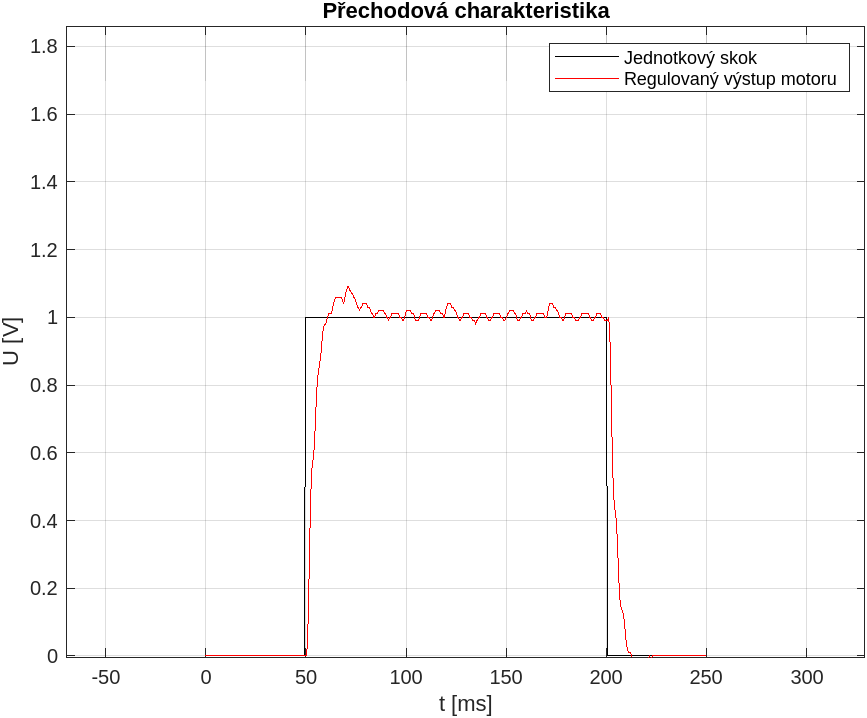 Přechodová charakteristika
Jednotkový skok
Regulovaný výstup motoru
U [V]
1.8
1.6
1.4
1.2
1
0.8
0.6
0.4
0.2
0
-50 0 50 100 150 200 250 300
t [ms]